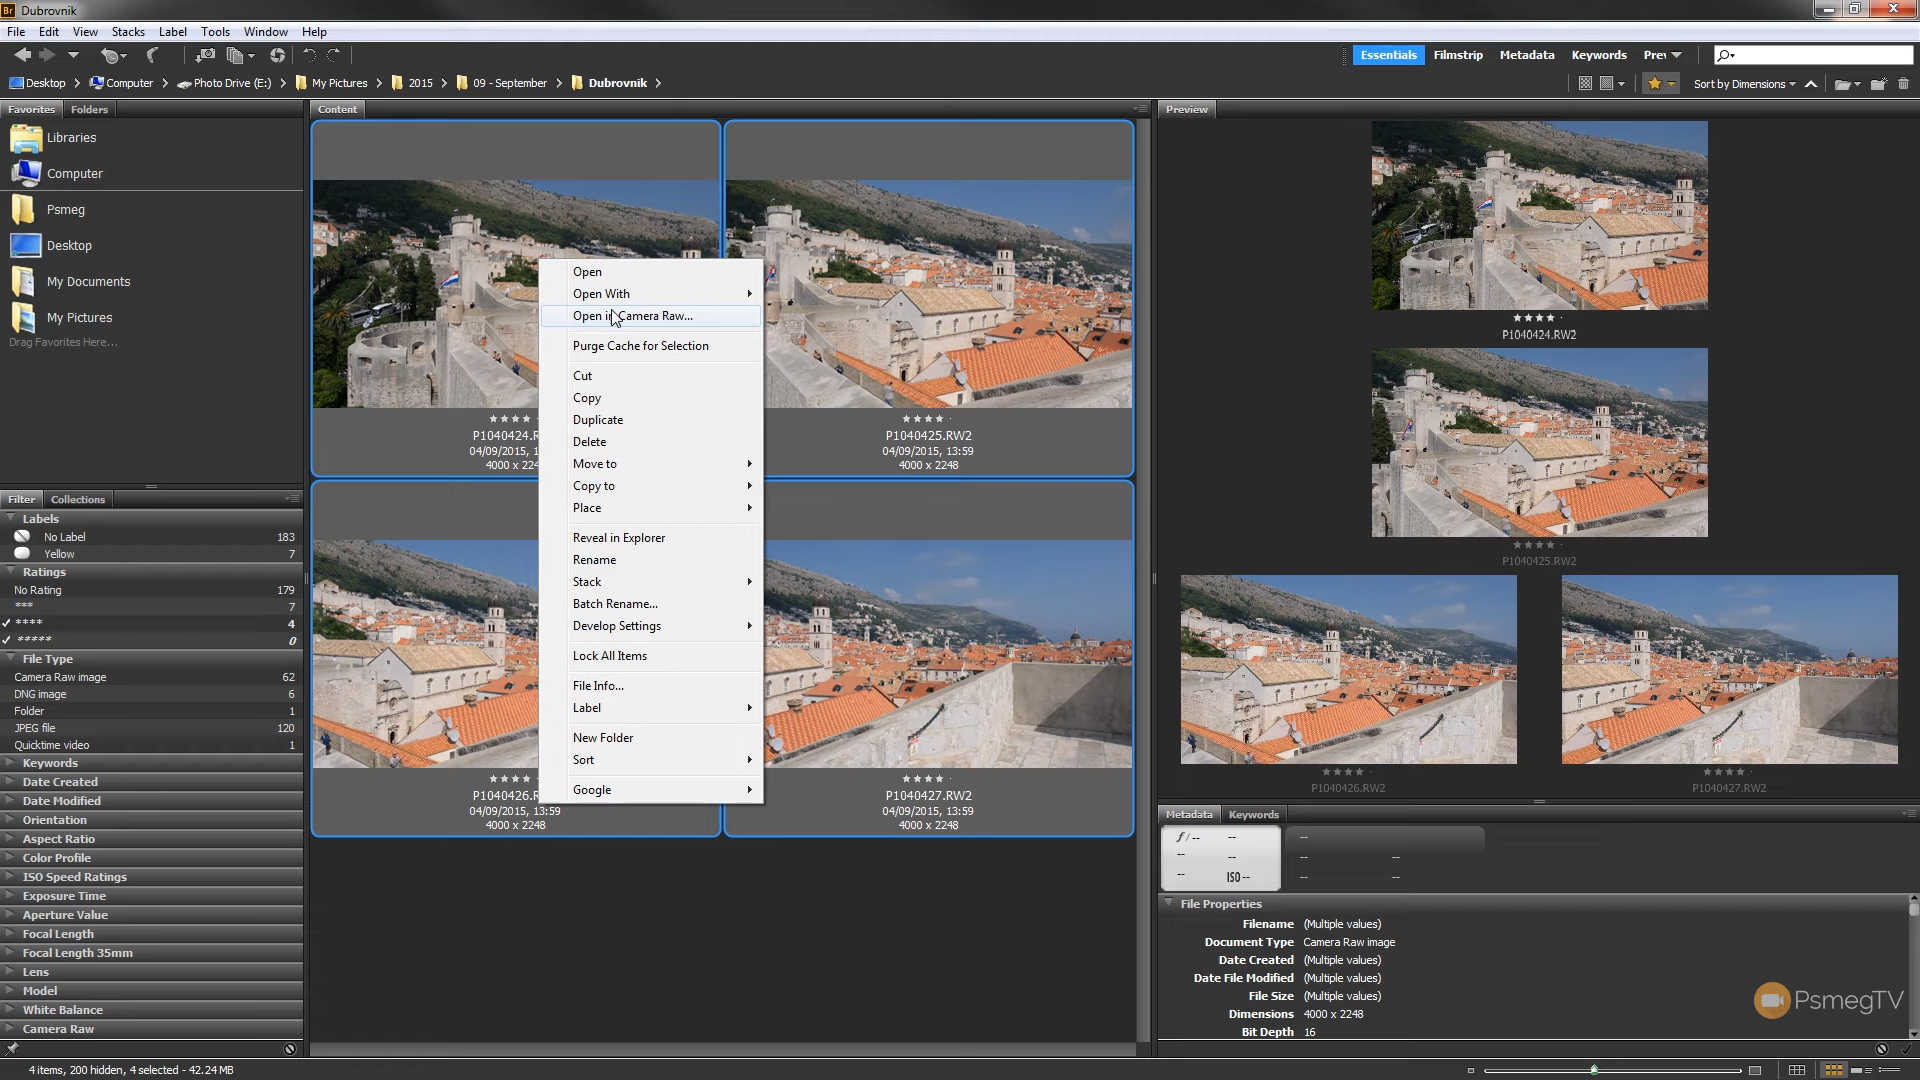 Br Dubrovnik
File Edit View Stacks Label Tools Window Help
Essentials Filmstrip Metadata Keywords
Desktop Computer Photo Drive (E:) My Pictures 2015 09 - September Dubrovnik
Sort by Dimensions
Favorites Folders
Content
Preview
Libraries
Computer
Psmeg
Desktop
My Documents
My Pictures
Drag Favorites Here...
Filter Collections
Labels
No Label 183
Yellow 7
Ratings
No Rating 179
*** 7
**** 4
***** 0
File Type
Camera Raw image 62
DNG image 6
Folder 1
JPEG file 120
Quicktime video 1
Keywords
Date Created
Date Modified
Orientation
Aspect Ratio
Color Profile
ISO Speed Ratings
Exposure Time
Aperture Value
Focal Length
Focal Length 35mm
Lens
Model
White Balance
Camera Raw
4 items, 200 hidden, 4 selected - 42.24 MB
P1040425.RW2
04/09/2015, 13:59
4000 x 2248
04/09/2015, 13:59
4000 x 2248
P1040427.RW2
04/09/2015, 13:59
4000 x 2248
Open
Open With
Open in Camera Raw...
Purge Cache for Selection
Cut
Copy
Duplicate
Delete
Move to
Copy to
Place
Reveal in Explorer
Rename
Stack
Batch Rename...
Develop Settings
Lock All Items
File Info...
Label
New Folder
Sort
Google
P1040424.RW2
P1040425.RW2
P1040426.RW2
P1040427.RW2
Metadata Keywords
f/-- --
-- --
-- ISO --
--
-- --
-- --
File Properties
Filename (Multiple values)
Document Type Camera Raw image
Date Created (Multiple values)
Date File Modified (Multiple values)
File Size (Multiple values)
Dimensions 4000 x 2248
Bit Depth 16
PsmegTV